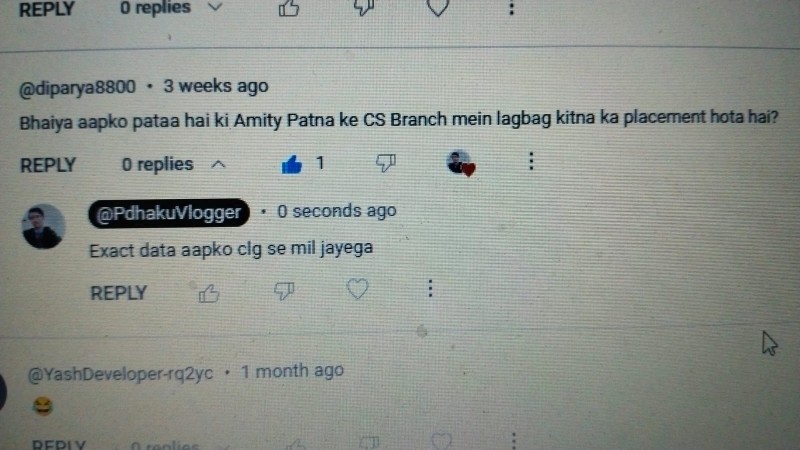 REPLY 0 replies
@diparya8800 • 3 weeks ago
Bhaiya aapko pataa hai ki Amity Patna ke CS Branch mein lagbag kitna ka placement hota hai?
REPLY 0 replies 1
@PdhakuVlogger • 0 seconds ago
Exact data aapko clg se mil jayega
REPLY
@YashDeveloper-rq2yc • 1 month ago
😂
REPLY 0 replies